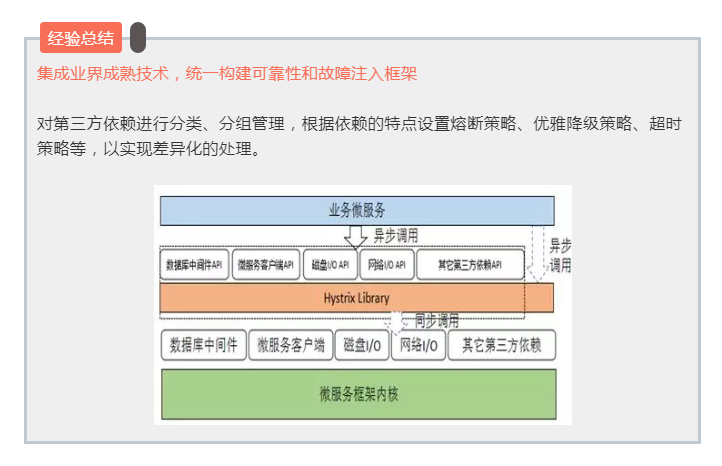 经验总结
集成业界成熟技术，统一构建可靠性和故障注入框架
对第三方依赖进行分类、分组管理，根据依赖的特点设置熔断策略、优雅降级策略、超时
策略等，以实现差异化的处理。
业务微服务
异步调用
异步
调用
数据库中间件API
微服务客户端API
磁盘I/O API
网络I/O API
其它第三方依赖API
Hystrix Library
同步调用
数据库中间件
微服务客户端
磁盘I/O
网络I/O
其它第三方依赖
微服务框架内核